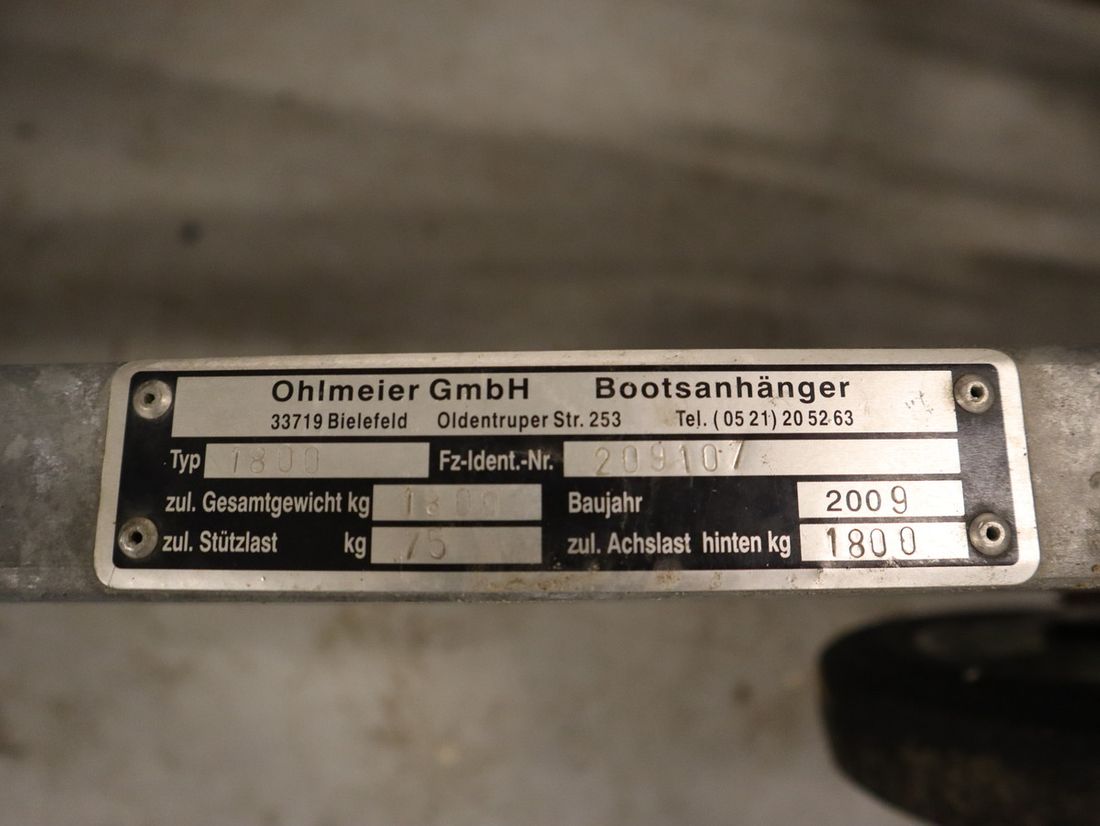 Ohlmeier GmbH Bootsanhänger
33719 Bielefeld Oldentruper Str. 253 Tel. (05 21) 20 52 63
Typ 1800 Fz-Ident.-Nr. 209107
zul. Gesamtgewicht kg 1800 Baujahr 2009
zul. Stützlast kg 75 zul. Achslast hinten kg 1800